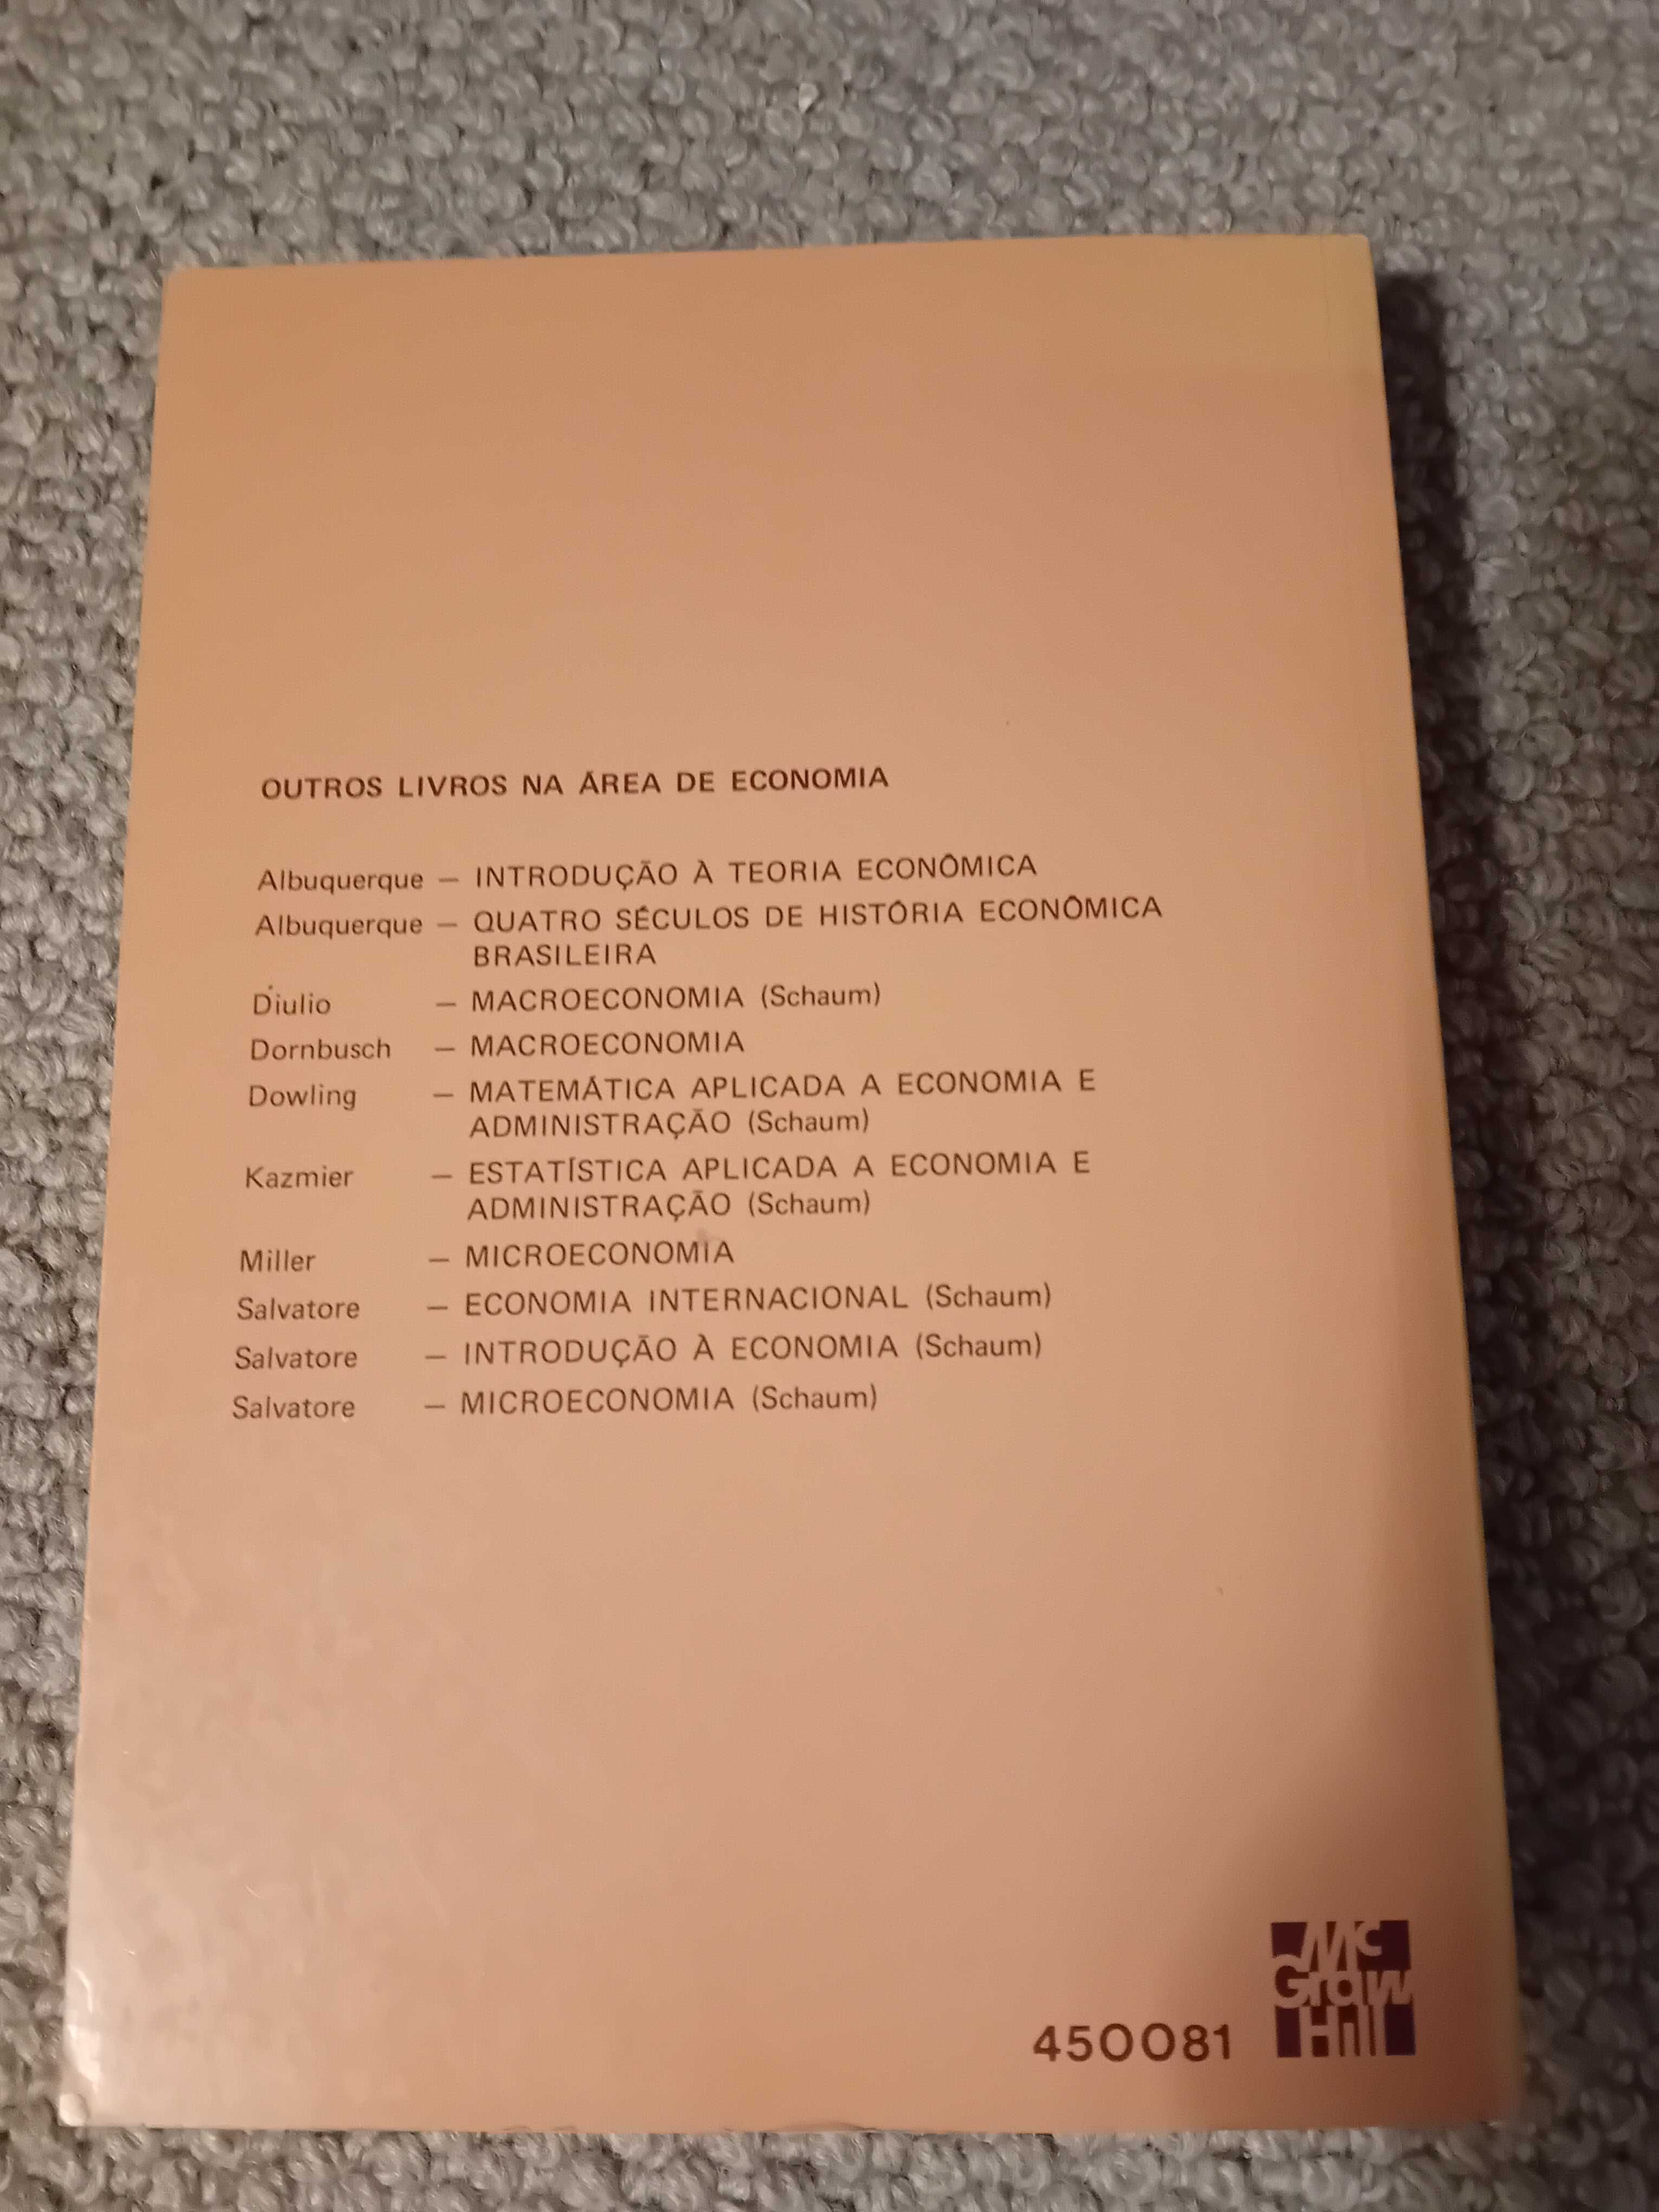 OUTROS LIVROS NA ÁREA DE ECONOMIA
Albuquerque — INTRODUÇÃO À TEORIA ECONÔMICA
Albuquerque — QUATRO SÉCULOS DE HISTÓRIA ECONÔMICA
BRASILEIRA
Diulio — MACROECONOMIA (Schaum)
Dornbusch — MACROECONOMIA
Dowling — MATEMÁTICA APLICADA A ECONOMIA E
ADMINISTRAÇÃO (Schaum)
Kazmier — ESTATÍSTICA APLICADA A ECONOMIA E
ADMINISTRAÇÃO (Schaum)
Miller — MICROECONOMIA
Salvatore — ECONOMIA INTERNACIONAL (Schaum)
Salvatore — INTRODUÇÃO À ECONOMIA (Schaum)
Salvatore — MICROECONOMIA (Schaum)
450081
Mc
Graw
Hill